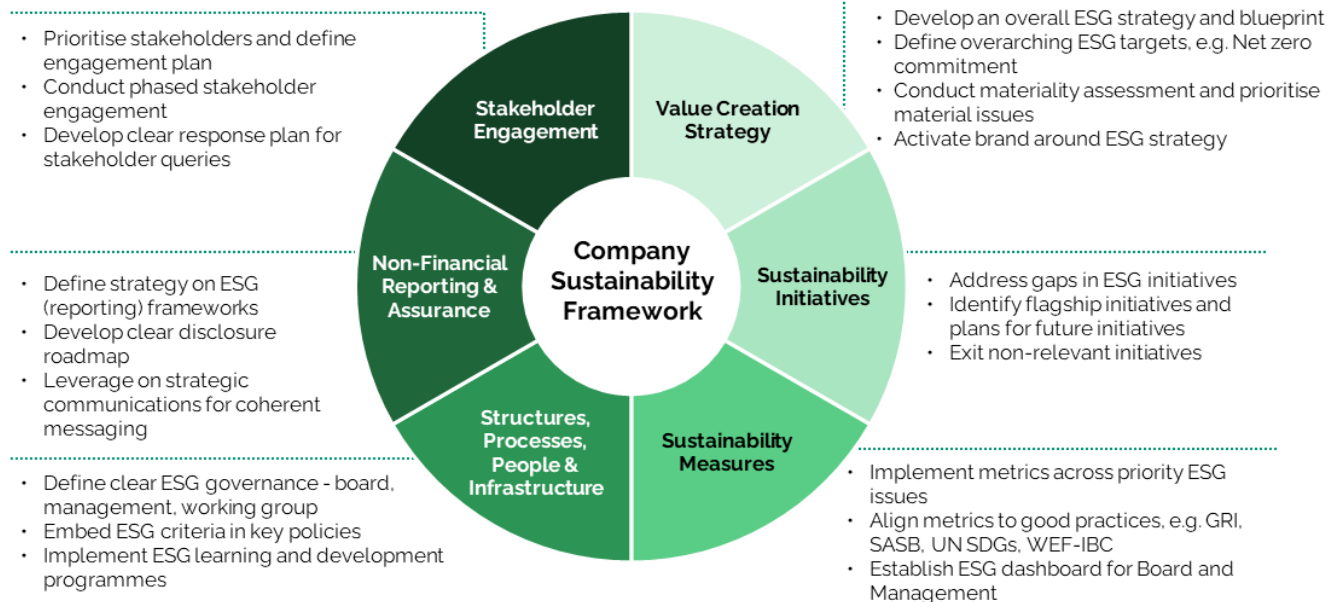 • Prioritise stakeholders and define
engagement plan
• Conduct phased stakeholder
engagement
• Develop clear response plan for
stakeholder queries
Stakeholder
Engagement
Value Creation
Strategy
• Develop an overall ESG strategy and blueprint
• Define overarching ESG targets, e.g. Net zero
commitment
• Conduct materiality assessment and prioritise
material issues
• Activate brand around ESG strategy
• Define strategy on ESG
(reporting) frameworks
• Develop clear disclosure
roadmap
• Leverage on strategic
communications for coherent
messaging
Non-Financial
Reporting &
Assurance
Company
Sustainability
Framework
Sustainability
Initiatives
• Address gaps in ESG initiatives
• Identify flagship initiatives and
plans for future initiatives
• Exit non-relevant initiatives
• Define clear ESG governance - board,
management, working group
• Embed ESG criteria in key policies
• Implement ESG learning and development
programmes
Structures,
Processes,
People &
Infrastructure
Sustainability
Measures
• Implement metrics across priority ESG
issues
• Align metrics to good practices, e.g. GRI,
SASB, UN SDGs, WEF-IBC
• Establish ESG dashboard for Board and
Management